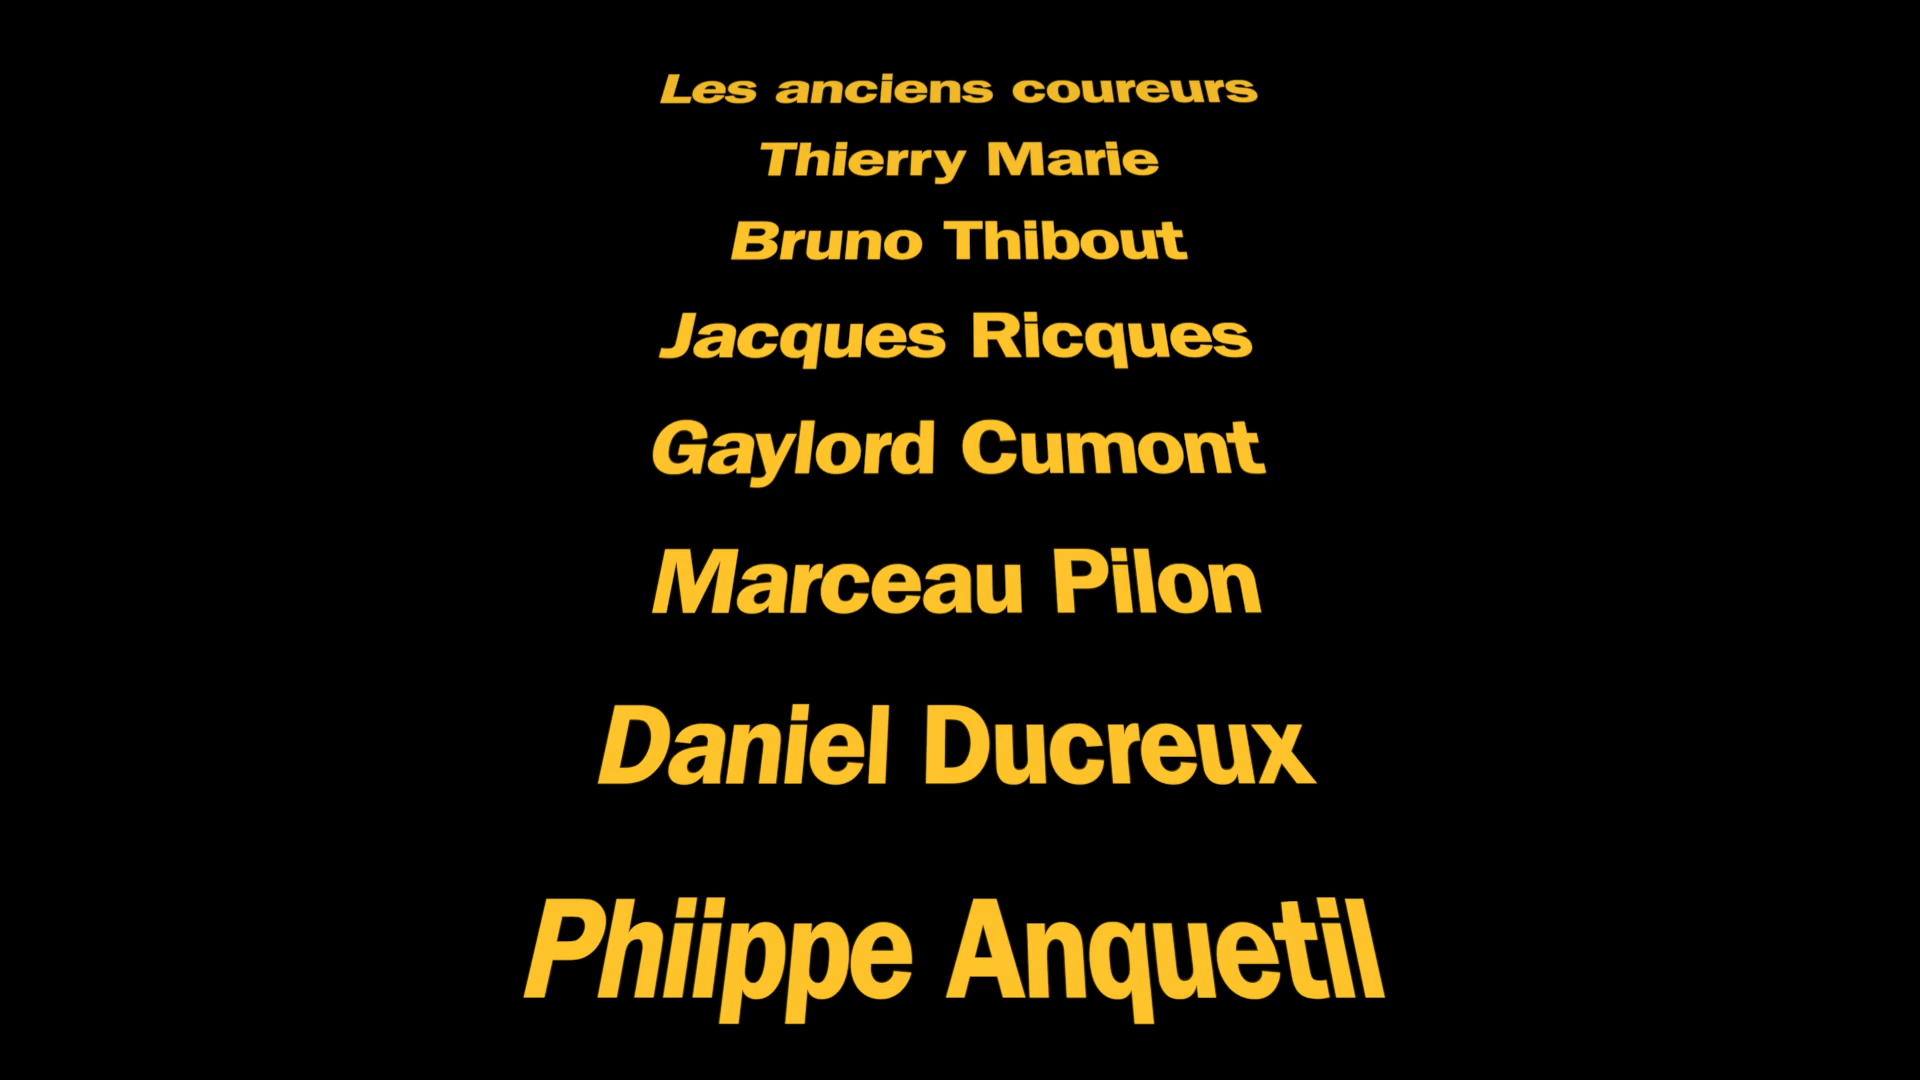 Les anciens coureurs
Thierry Marie
Bruno Thibout
Jacques Ricques
Gaylord Cumont
Marceau Pilon
Daniel Ducreux
Phiippe Anquetil